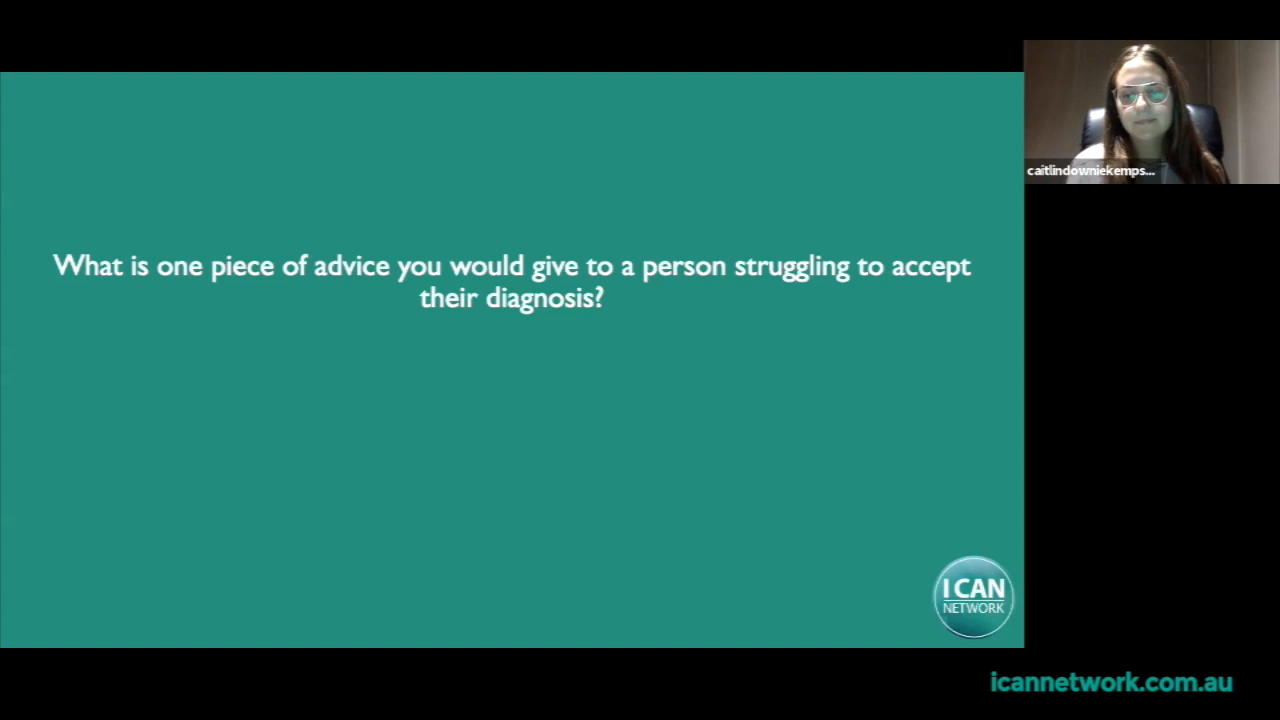 caitlindowniekemps...
What is one piece of advice you would give to a person struggling to accept
their diagnosis?
I CAN
NETWORK
icannetwork.com.au